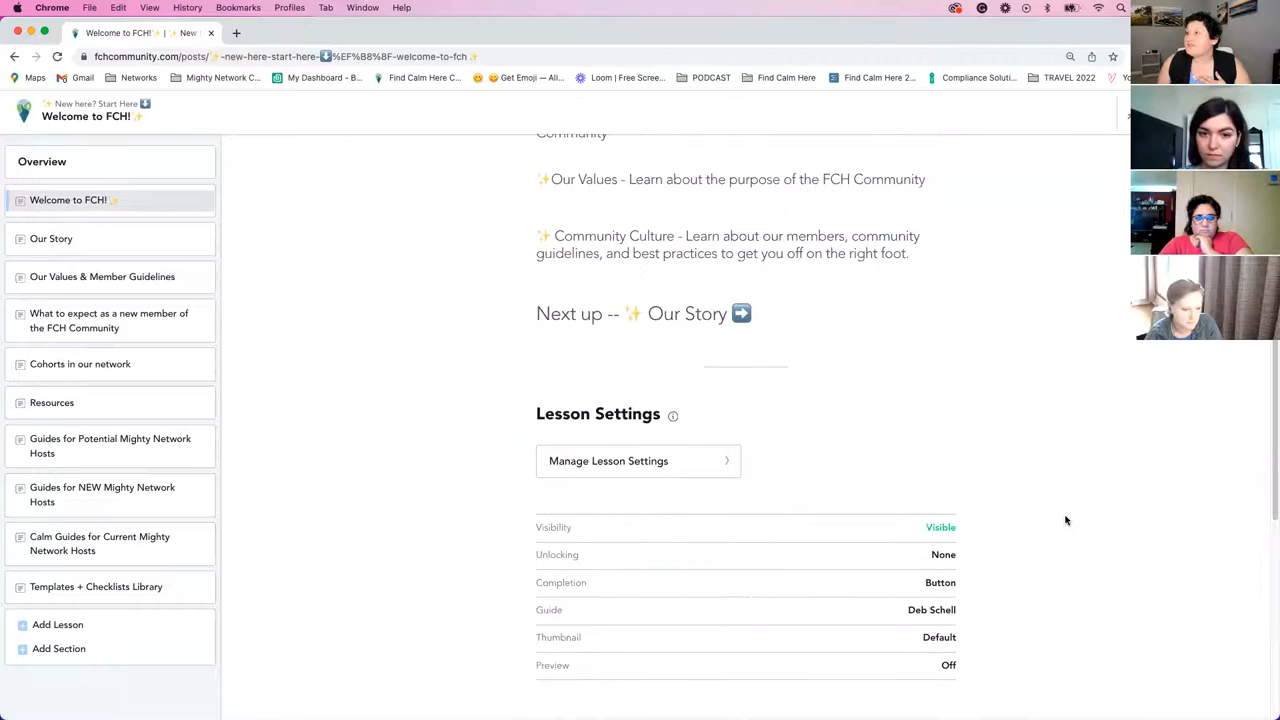 Chrome File Edit View History Bookmarks Profiles Tab Window Help
Welcome to FCH!✨ | ✨ New
fchcommunity.com/posts/✨-new-here-start-here-⬇️%EF%B8%8F-welcome-to-fch✨
Maps Gmail Networks Mighty Network C... My Dashboard - B... Find Calm Here C... Get Emoji — All... Loom | Free Scree... PODCAST Find Calm Here Find Calm Here 2... Compliance Soluti... TRAVEL 2022
✨ New here? Start Here ⬇️
Welcome to FCH!✨
Overview
Welcome to FCH! ✨
Our Story
Our Values & Member Guidelines
What to expect as a new member of
the FCH Community
Cohorts in our network
Resources
Guides for Potential Mighty Network
Hosts
Guides for NEW Mighty Network
Hosts
Calm Guides for Current Mighty
Network Hosts
Templates + Checklists Library
Add Lesson
Add Section
Community
✨Our Values - Learn about the purpose of the FCH Community
✨ Community Culture - Learn about our members, community
guidelines, and best practices to get you off on the right foot.
Next up -- ✨ Our Story ➡️
Lesson Settings
Manage Lesson Settings
Visibility Visible
Unlocking None
Completion Button
Guide Deb Schell
Thumbnail Default
Preview Off